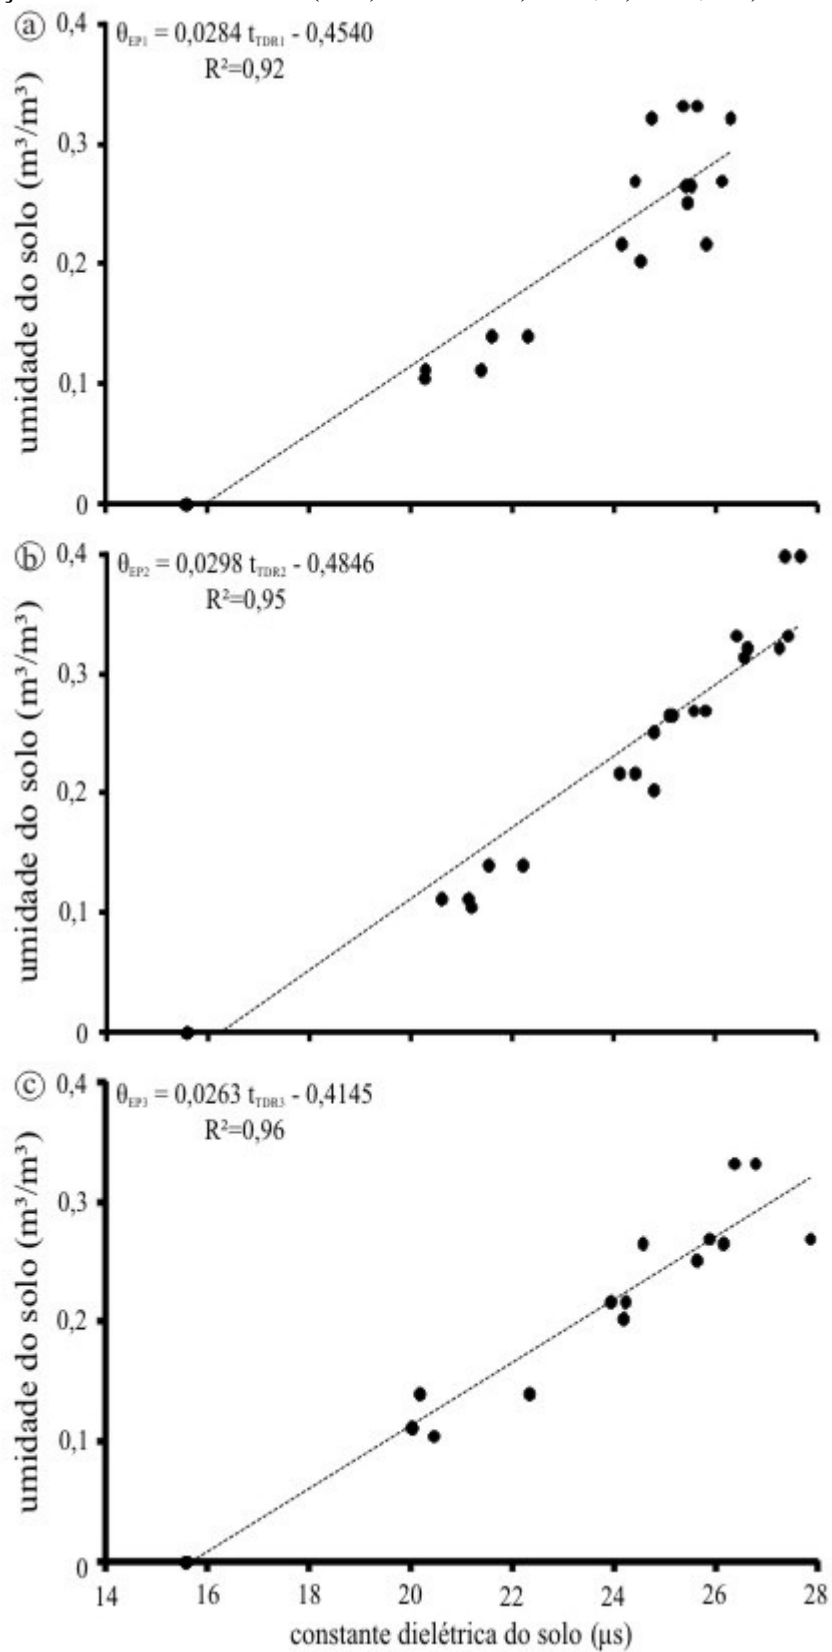 ⓐ 0,4
θEP1 = 0,0284 tTDR1 - 0,4540
R²=0,92
0,3
0,2
0,1
0
umidade do solo (m³/m³)
ⓑ 0,4
θEP2 = 0,0298 tTDR2 - 0,4846
R²=0,95
0,3
0,2
0,1
0
umidade do solo (m³/m³)
ⓒ 0,4
θEP3 = 0,0263 tTDR3 - 0,4145
R²=0,96
0,3
0,2
0,1
0
umidade do solo (m³/m³)
14 16 18 20 22 24 26 28
constante dielétrica do solo (μs)